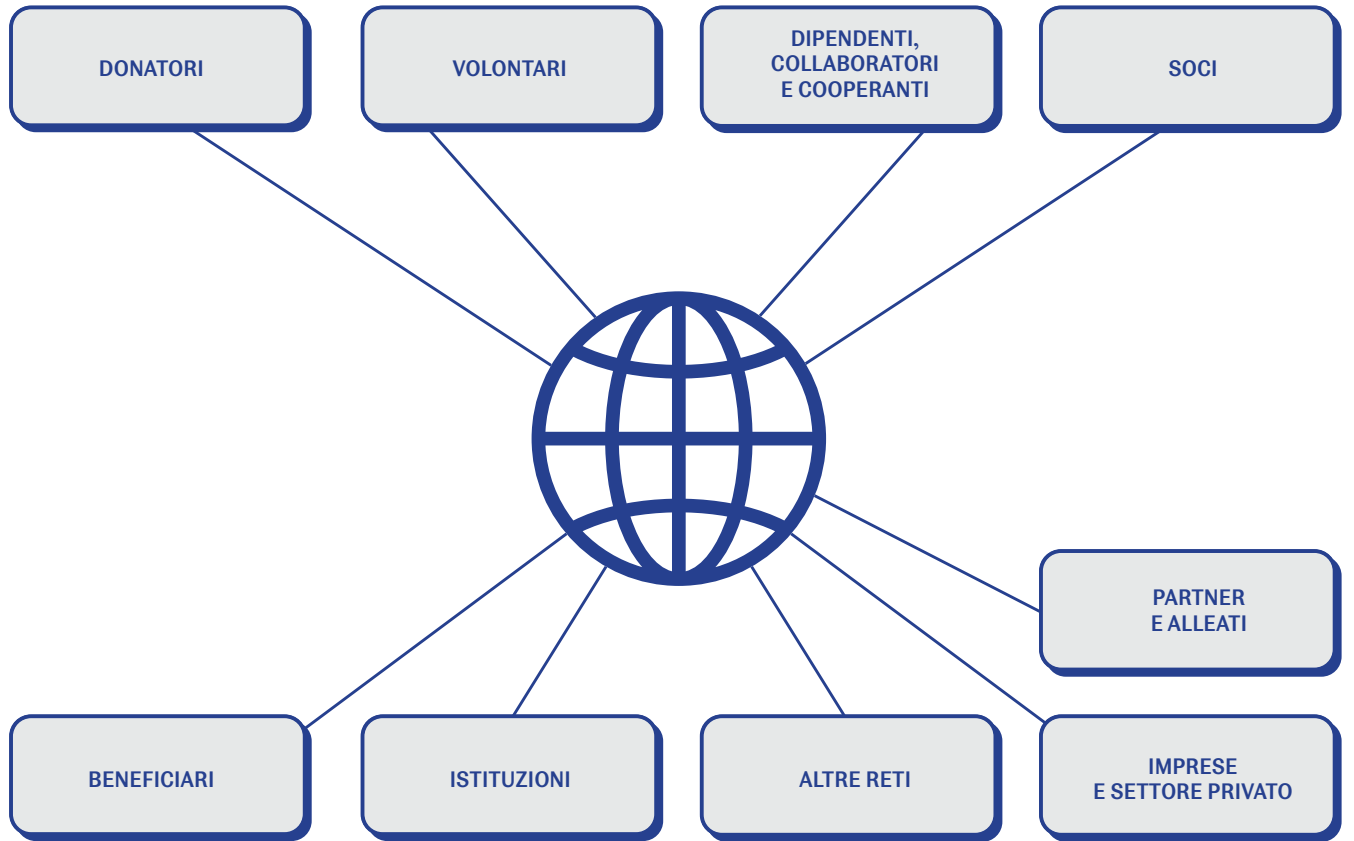 DONATORI
VOLONTARI
DIPENDENTI,
COLLABORATORI
E COOPERANTI
SOCI
PARTNER
E ALLEATI
BENEFICIARI
ISTITUZIONI
ALTRE RETI
IMPRESE
E SETTORE PRIVATO